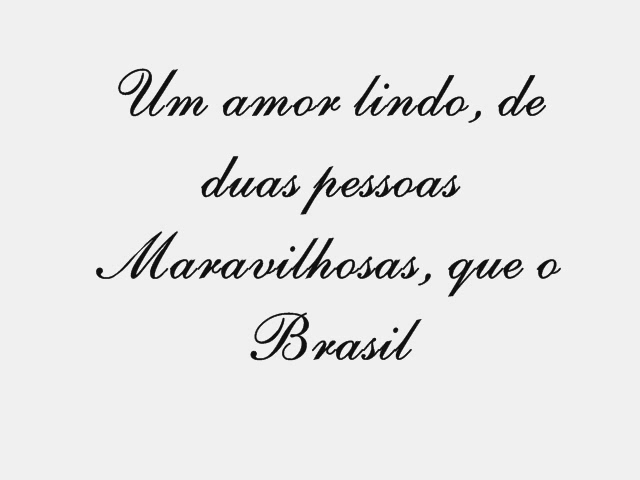 Um amor lindo, de
duas pessoas
Maravilhosas, que o
Brasil